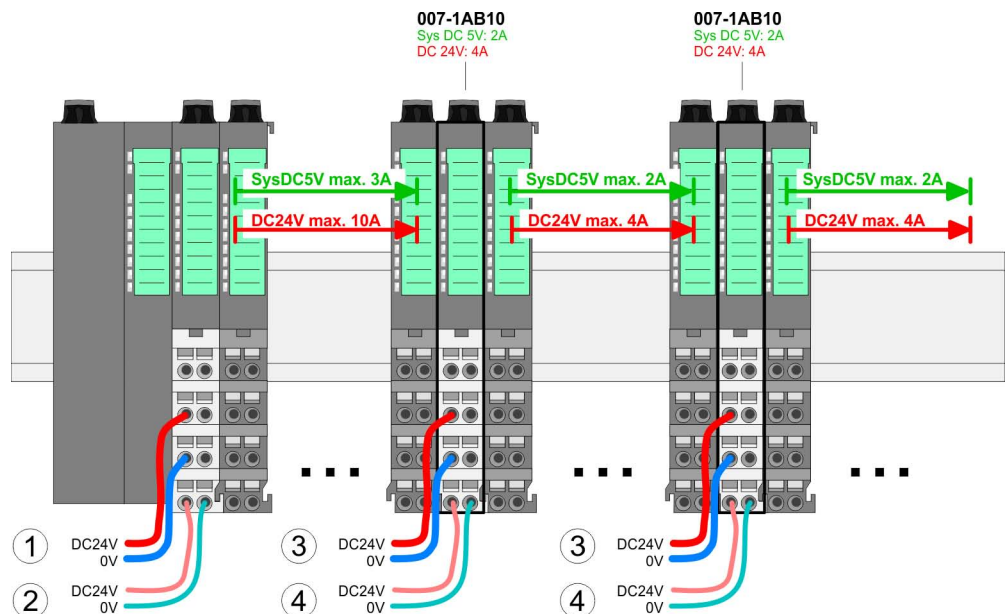 007-1AB10
Sys DC 5V: 2A
DC 24V: 4A
007-1AB10
Sys DC 5V: 2A
DC 24V: 4A
SysDC5V max. 3A
SysDC5V max. 2A
SysDC5V max. 2A
DC24V max. 10A
DC24V max. 4A
DC24V max. 4A
1 DC24V
0V
3 DC24V
0V
3 DC24V
0V
2 DC24V
0V
4 DC24V
0V
4 DC24V
0V